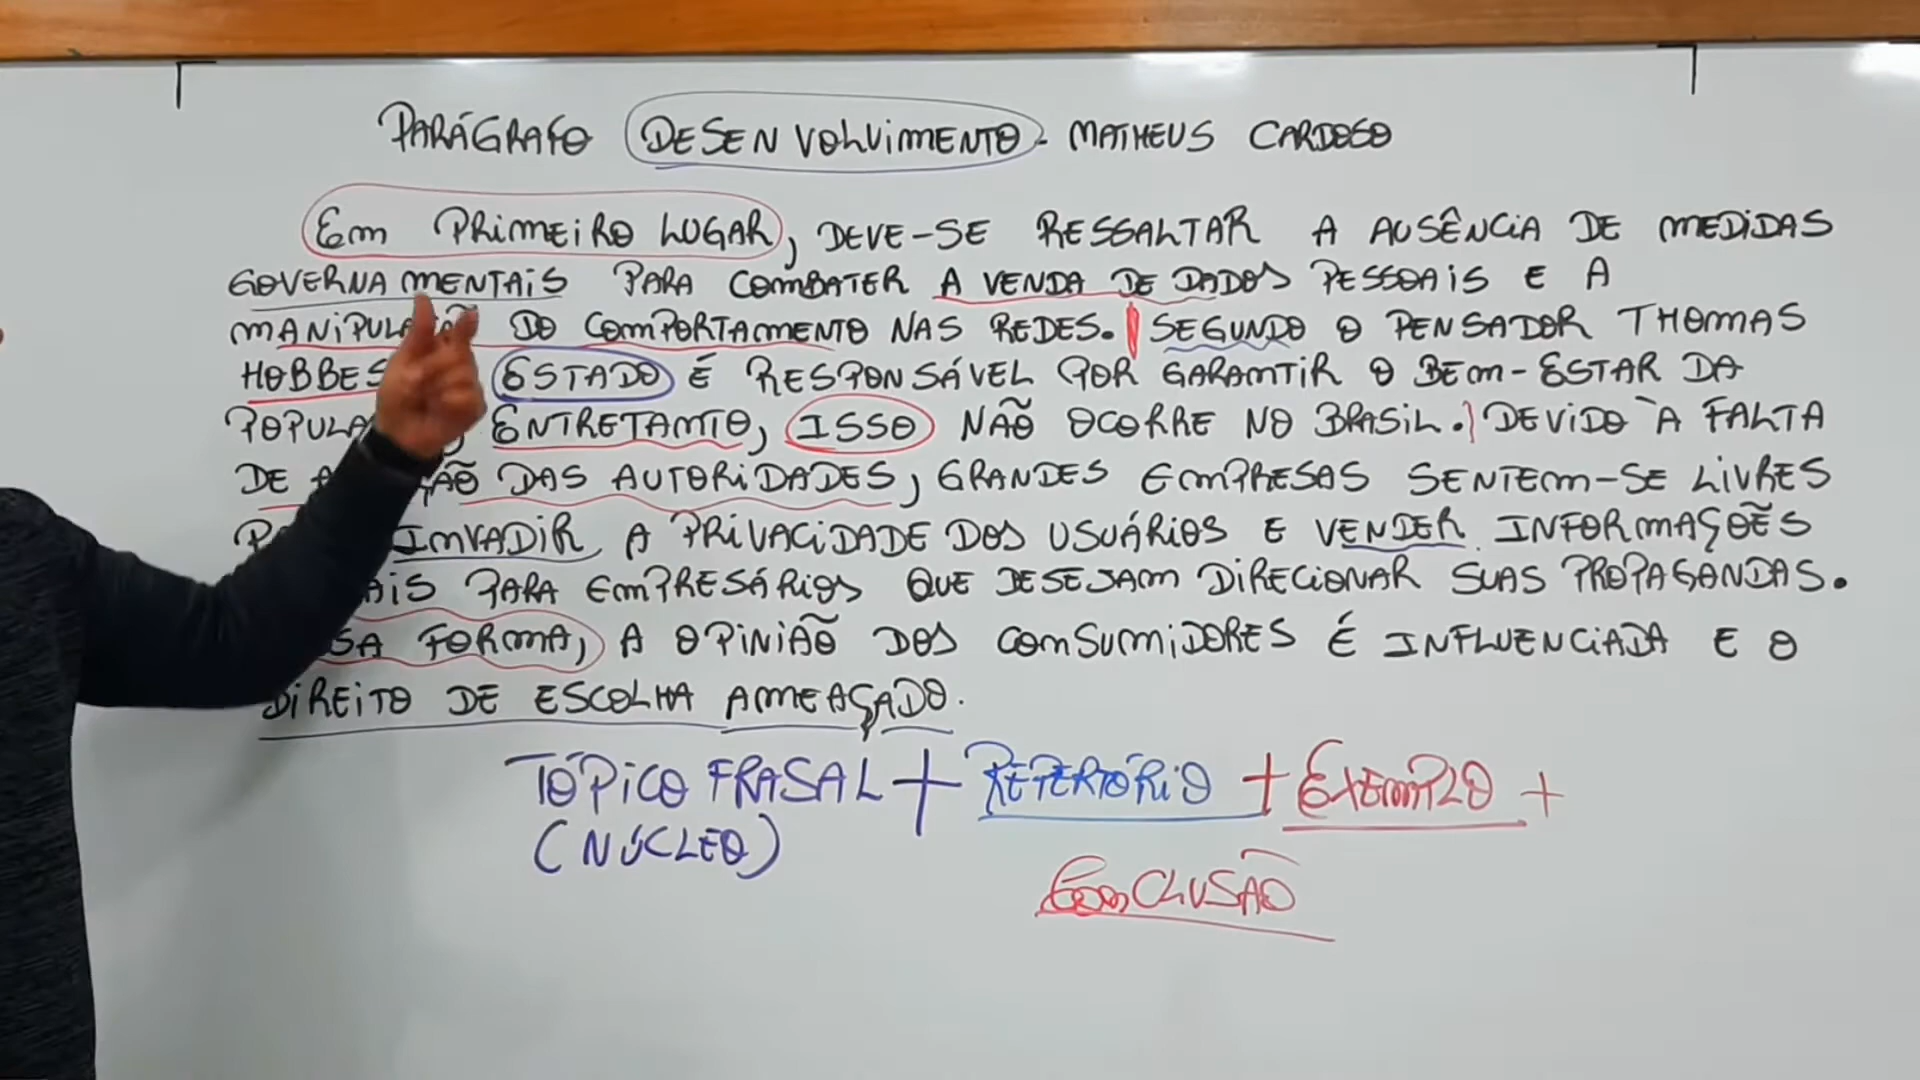 PARÁGRAFO DESENVOLVIMENTO - MATHEUS CARDOSO
Em PRIMEIRO LUGAR, DEVE-SE RESSALTAR A AUSÊNCIA DE MEDIDAS
GOVERNAMENTAIS PARA COMBATER A VENDA DE DADOS PESSOAIS E A
DO COMPORTAMENTO NAS REDES. SEGUNDO O PENSADOR THOMAS
HOBBES ESTADO É RESPONSÁVEL POR GARANTIR O BEM-ESTAR DA
ENTRETANTO, ISSO NÃO OCORRE NO BRASIL. DEVIDO À FALTA
DE DAS AUTORIDADES, GRANDES EMPRESAS SENTEM-SE LIVRES
INVADIR A PRIVACIDADE DOS USUÁRIOS E VENDER INFORMAÇÕES
PARA EMPRESÁRIOS QUE DESEJAM DIRECIONAR SUAS PROPAGANDAS.
FORMA, A OPINIÃO DOS CONSUMIDORES É INFLUENCIADA E O
DIREITO DE ESCOLHA AMEAÇADO.
TÓPICO FRASAL + REPERTÓRIO + EXEMPLO +
(NÚCLEO)
CONCLUSÃO